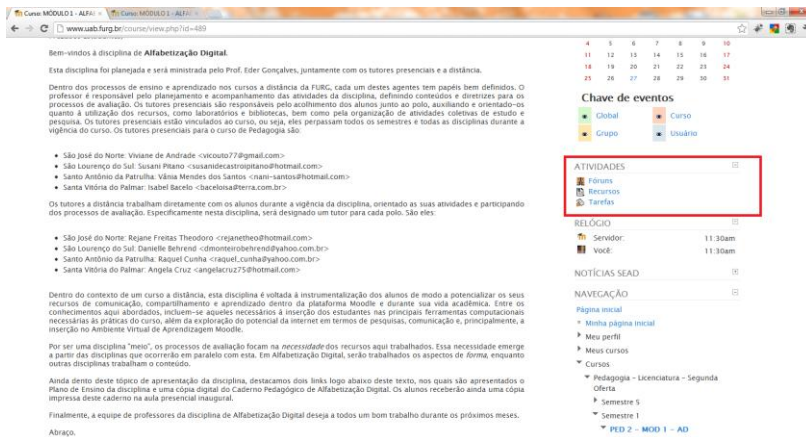 Curso: MÓDULO 1 - ALFAB
Curso: MÓDULO 1 - ALFAB
www.uab.furg.br/course/view.php?id=489
Bem-vindos à disciplina de Alfabetização Digital.
Esta disciplina foi planejada e será ministrada pelo Prof. Eder Gonçalves, juntamente com os tutores presenciais e a distância.
Dentro dos processos de ensino e aprendizado nos cursos a distância da FURG, cada um destes agentes tem papéis bem definidos. O
professor é responsável pelo planejamento e acompanhamento das atividades da disciplina, definindo conteúdos e diretrizes para os
processos de avaliação. Os tutores presenciais são responsáveis pelo acolhimento dos alunos junto ao polo, auxiliando e orientado-os
quanto à utilização dos recursos, como laboratórios e bibliotecas, bem como pela organização de atividades coletivas de estudo e
pesquisa. Os tutores presenciais estão vinculados ao curso, ou seja, eles perpassam todos os semestres e todas as disciplinas durante a
vigência do curso. Os tutores presenciais para o curso de Pedagogia são:
São José do Norte: Viviane de Andrade <vicouto77@gmail.com>
São Lourenço do Sul: Susani Pitano <susanidecastroipitano@hotmail.com>
Santo Antônio da Patrulha: Vânia Mendes dos Santos <nani-santos@hotmail.com>
Santa Vitória do Palmar: Isabel Bacelo <baceloisa@terra.com.br>
Os tutores a distância trabalham diretamente com os alunos durante a vigência da disciplina, orientado as suas atividades e participando
dos processos de avaliação. Especificamente nesta disciplina, será designado um tutor para cada polo. São eles:
São José do Norte: Rejane Freitas Theodoro <rejanetheo@hotmail.com>
São Lourenço do Sul: Danielle Behrend <dmonteirobehrend@yahoo.com.br>
Santo Antônio da Patrulha: Raquel Cunha <raquel_cunha@yahoo.com.br>
Santa Vitória do Palmar: Angela Cruz <angelacruz75@hotmail.com>
Dentro do contexto de um curso a distância, esta disciplina é voltada à instrumentalização dos alunos de modo a potencializar os seus
recursos de comunicação, compartilhamento e aprendizado dentro da plataforma Moodle e durante sua vida acadêmica. Entre os
conhecimentos aqui abordados, incluem-se aqueles necessários à inserção dos estudantes nas principais ferramentas computacionais
necessárias às práticas do curso, além da exploração do potencial da internet em termos de pesquisas, comunicação e, principalmente, a
inserção no Ambiente Virtual de Aprendizagem Moodle.
Por ser uma disciplina "meio", os processos de avaliação focam na necessidade dos recursos aqui trabalhados. Essa necessidade emerge
a partir das disciplinas que ocorrerão em paralelo com esta. Em Alfabetização Digital, serão trabalhados os aspectos de forma, enquanto
outras disciplinas trabalham o conteúdo.
Ainda dento deste tópico de apresentação da disciplina, destacamos dois links logo abaixo deste texto, nos quais são apresentados o
Plano de Ensino da disciplina e uma cópia digital do Caderno Pedagógico de Alfabetização Digital. Os alunos receberão ainda uma cópia
impressa deste caderno na aula presencial inaugural.
Finalmente, a equipe de professores da disciplina de Alfabetização Digital deseja a todos um bom trabalho durante os próximos meses.
Abraço.
4 5 6 7 8 9 10
11 12 13 14 15 16 17
18 19 20 21 22 23 24
25 26 27 28 29 30 31
Chave de eventos
Global Curso
Grupo Usuário
ATIVIDADES
Fóruns
Recursos
Tarefas
RELÓGIO
Servidor: 11:30am
Você: 11:30am
NOTÍCIAS SEAD
NAVEGAÇÃO
Página inicial
Minha página inicial
Meu perfil
Meus cursos
Cursos
Pedagogia - Licenciatura - Segunda
Oferta
Semestre 5
Semestre 1
PED 2 - MOD 1 - AD